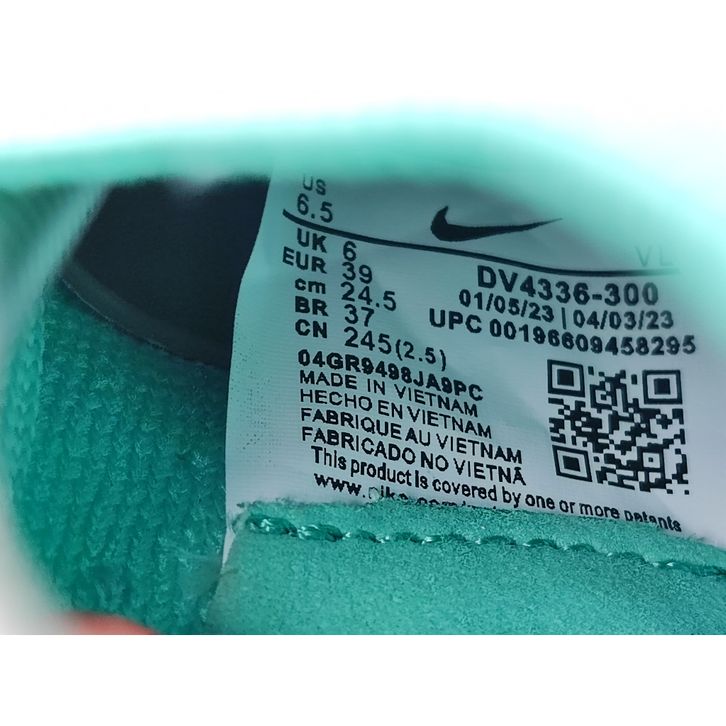 US
6.5
UK 6
EUR 39
cm 24.5
BR 37
CN 245(2.5)
VL
DV4336-300
01/05/23 | 04/03/23
UPC 00196609458295
04GR9498JA9PC
MADE IN VIETNAM
HECHO EN VIETNAM
FABRIQUE AU VIETNAM
FABRICADO NO VIETNÃ
This product is covered by one or more patents